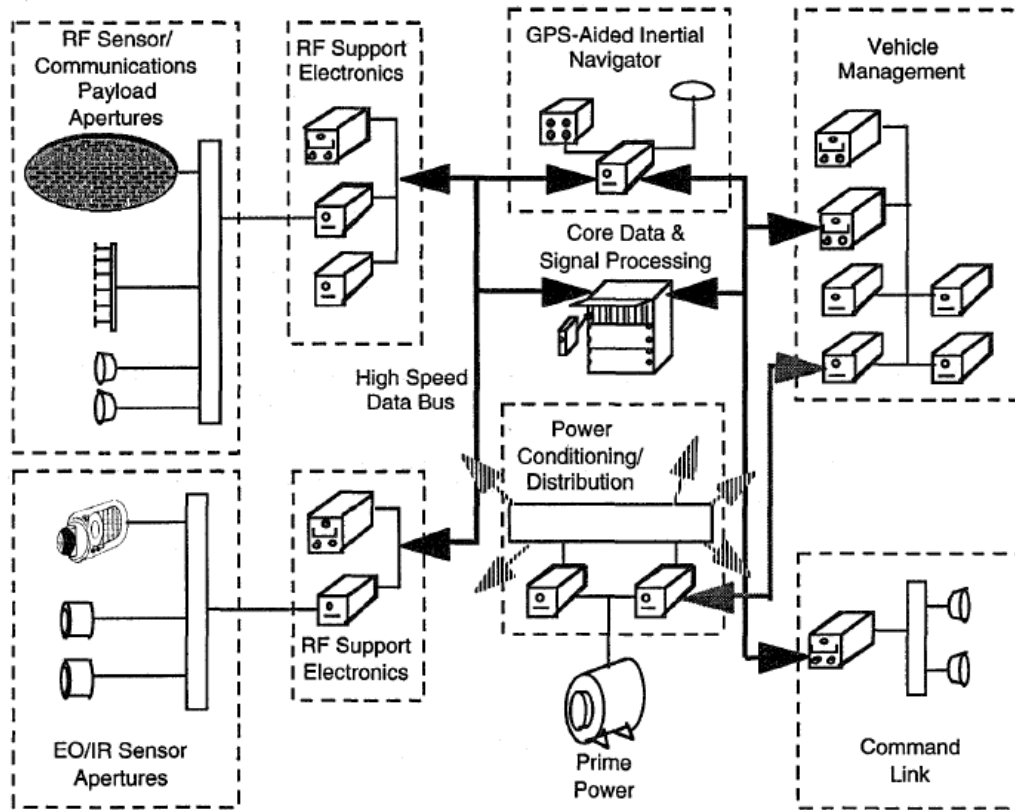 RF Sensor/
Communications
Payload
Apertures
RF Support
Electronics
GPS-Aided Inertial
Navigator
Vehicle
Management
Core Data &
Signal Processing
High Speed
Data Bus
Power
Conditioning/
Distribution
RF Support
Electronics
EO/IR Sensor
Apertures
Prime
Power
Command
Link